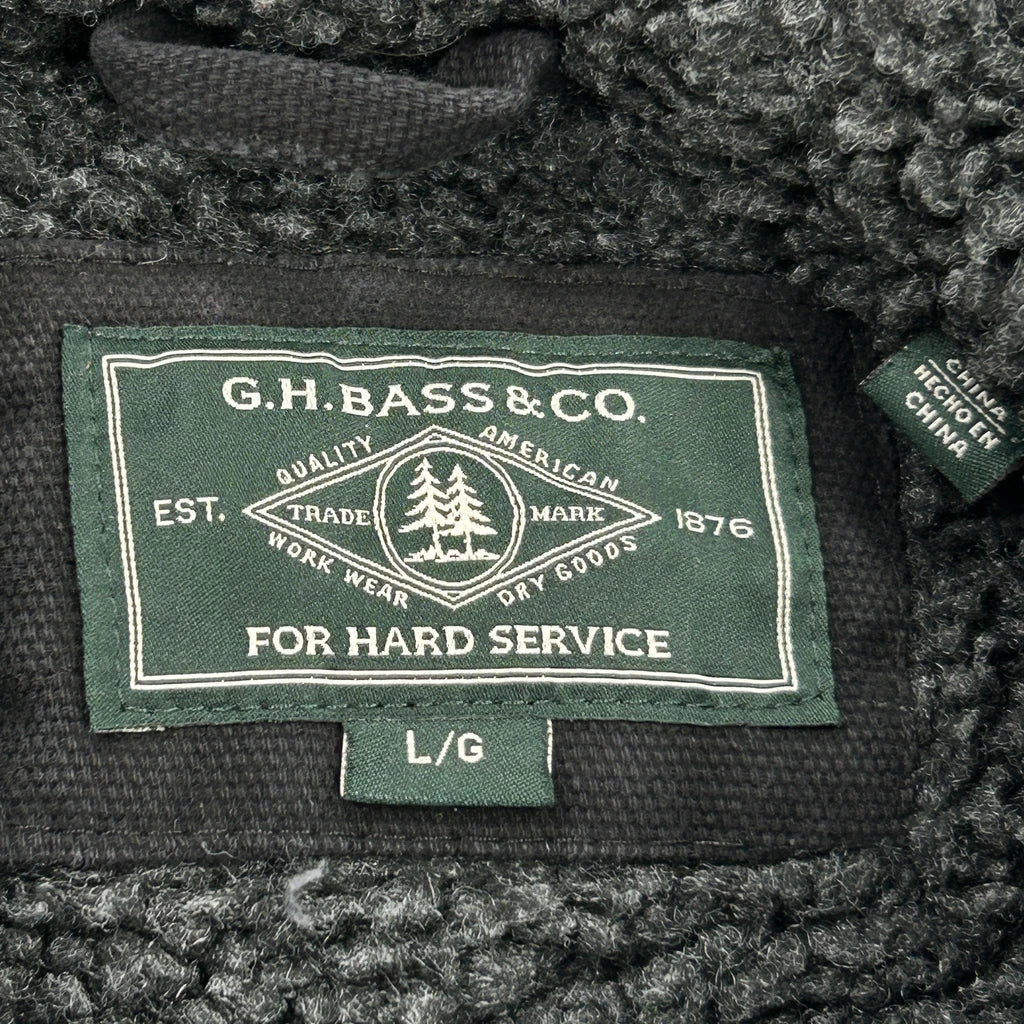 G.H.BASS & CO.
QUALITY AMERICAN
EST. TRADE MARK 1876
WORK WEAR DRY GOODS
FOR HARD SERVICE
L/G
CHINA
HECHO EN
CHINA